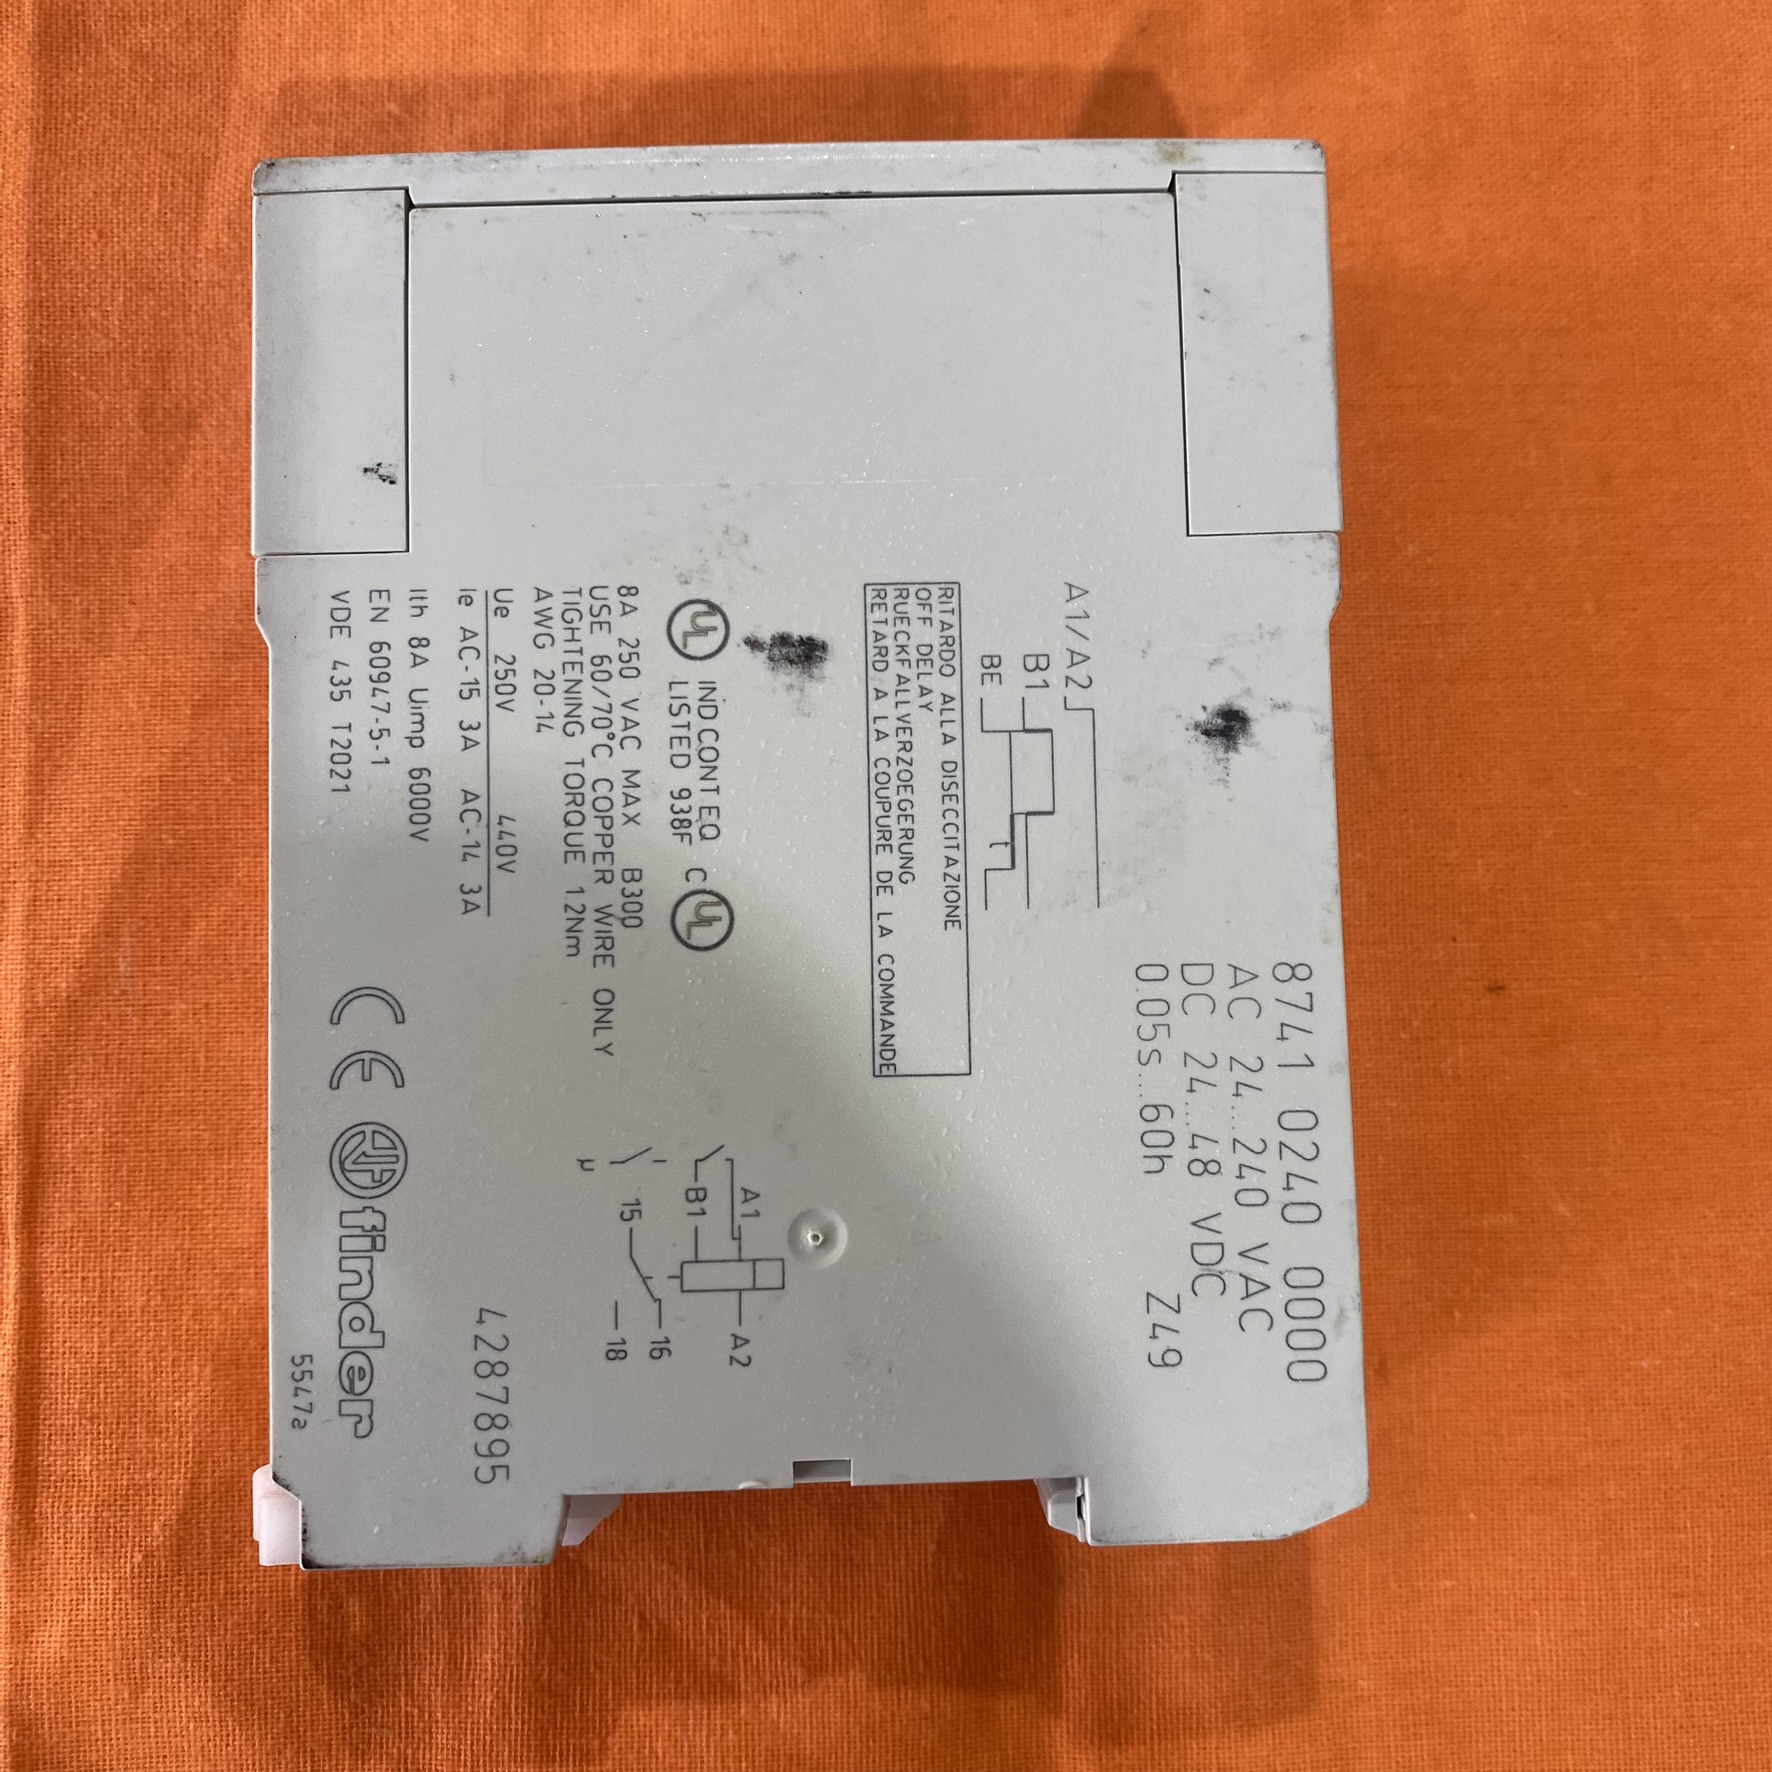 8741 0240 0000
AC 24...240 VAC
DC 24...48 VDC
0.05s...60h Z49
A1/A2
B1
BE
t
RITARDO ALLA DISECCITAZIONE
OFF DELAY
RUECKFALLVERZOEGERUNG
RETARD A LA COUPURE DE LA COMMANDE
UL IND CONT EQ
LISTED 938F C UL
8A 250 VAC MAX B300
USE 60/70°C COPPER WIRE ONLY
TIGHTENING TORQUE 1.2Nm
AWG 20-14
Ue 250V 440V
Ie AC-15 3A AC-14 3A
Ith 8A Uimp 6000V
EN 60947-5-1
VDE 435 T2021
A1
A2
B1
15
16
18
µ
4287895
CE finder
5547a